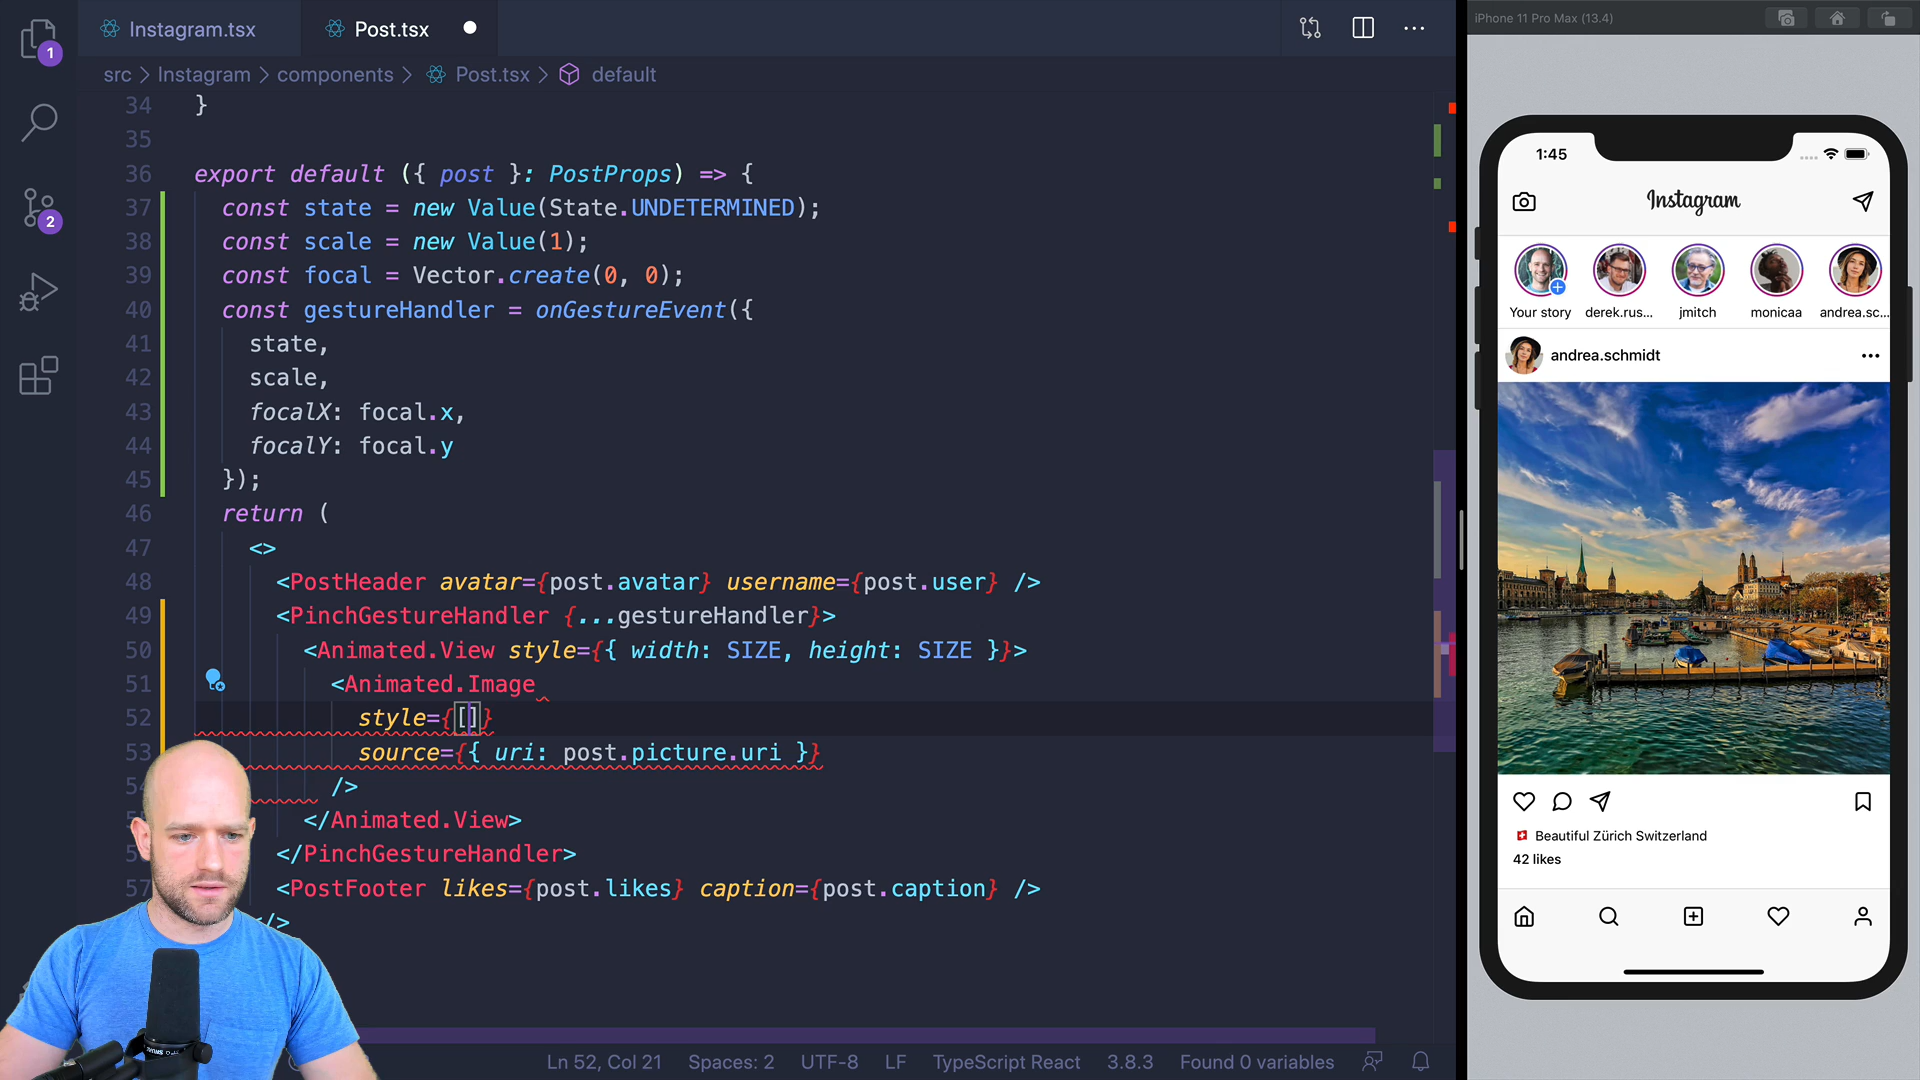 Instagram.tsx
Post.tsx
1
2
src > Instagram > components > Post.tsx > default
34 }
35
36 export default ({ post }: PostProps) => {
37 const state = new Value(State.UNDETERMINED);
38 const scale = new Value(1);
39 const focal = Vector.create(0, 0);
40 const gestureHandler = onGestureEvent({
41 state,
42 scale,
43 focalX: focal.x,
44 focalY: focal.y
45 });
46 return (
47 <>
48 <PostHeader avatar={post.avatar} username={post.user} />
49 <PinchGestureHandler {...gestureHandler}>
50 <Animated.View style={{ width: SIZE, height: SIZE }}>
51 <Animated.Image
52 style={[]}
53 source={{ uri: post.picture.uri }}
54 />
</Animated.View>
</PinchGestureHandler>
57 <PostFooter likes={post.likes} caption={post.caption} />
</>
Ln 52, Col 21 Spaces: 2 UTF-8 LF TypeScript React 3.8.3 Found 0 variables
iPhone 11 Pro Max (13.4)
1:45
Instagram
Your story derek.rus... jmitch monicaa andrea.sc...
andrea.schmidt
Beautiful Zürich Switzerland
42 likes